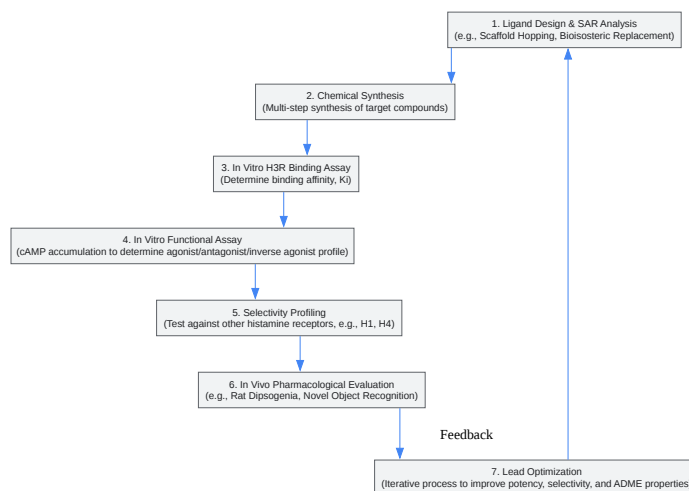 1. Ligand Design & SAR Analysis
(e.g., Scaffold Hopping, Bioisosteric Replacement)
2. Chemical Synthesis
(Multi-step synthesis of target compounds)
3. In Vitro H3R Binding Assay
(Determine binding affinity, Ki)
4. In Vitro Functional Assay
(cAMP accumulation to determine agonist/antagonist/inverse agonist profile)
5. Selectivity Profiling
(Test against other histamine receptors, e.g., H1, H4)
6. In Vivo Pharmacological Evaluation
(e.g., Rat Dipsogenia, Novel Object Recognition)
Feedback
7. Lead Optimization
(Iterative process to improve potency, selectivity, and ADME properties